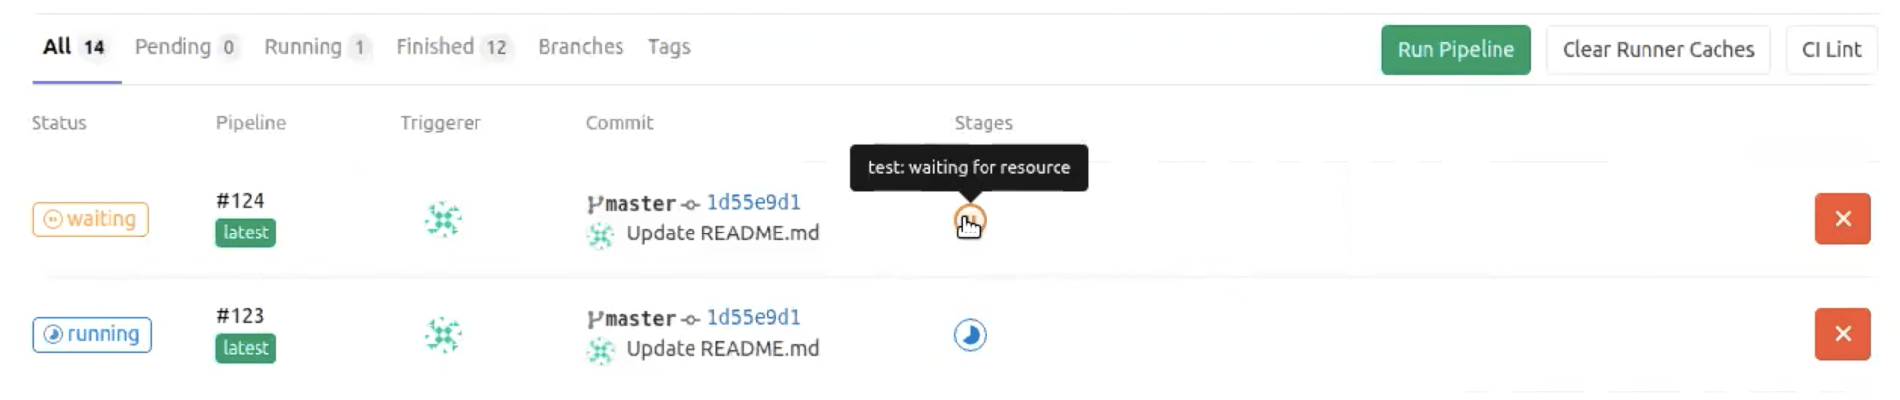 All 14 Pending 0 Running 1 Finished 12 Branches Tags Run Pipeline Clear Runner Caches CI Lint
Status Pipeline Triggerer Commit Stages
test: waiting for resource
waiting #124 master 1d55e9d1
latest Update README.md
running #123 master 1d55e9d1
latest Update README.md